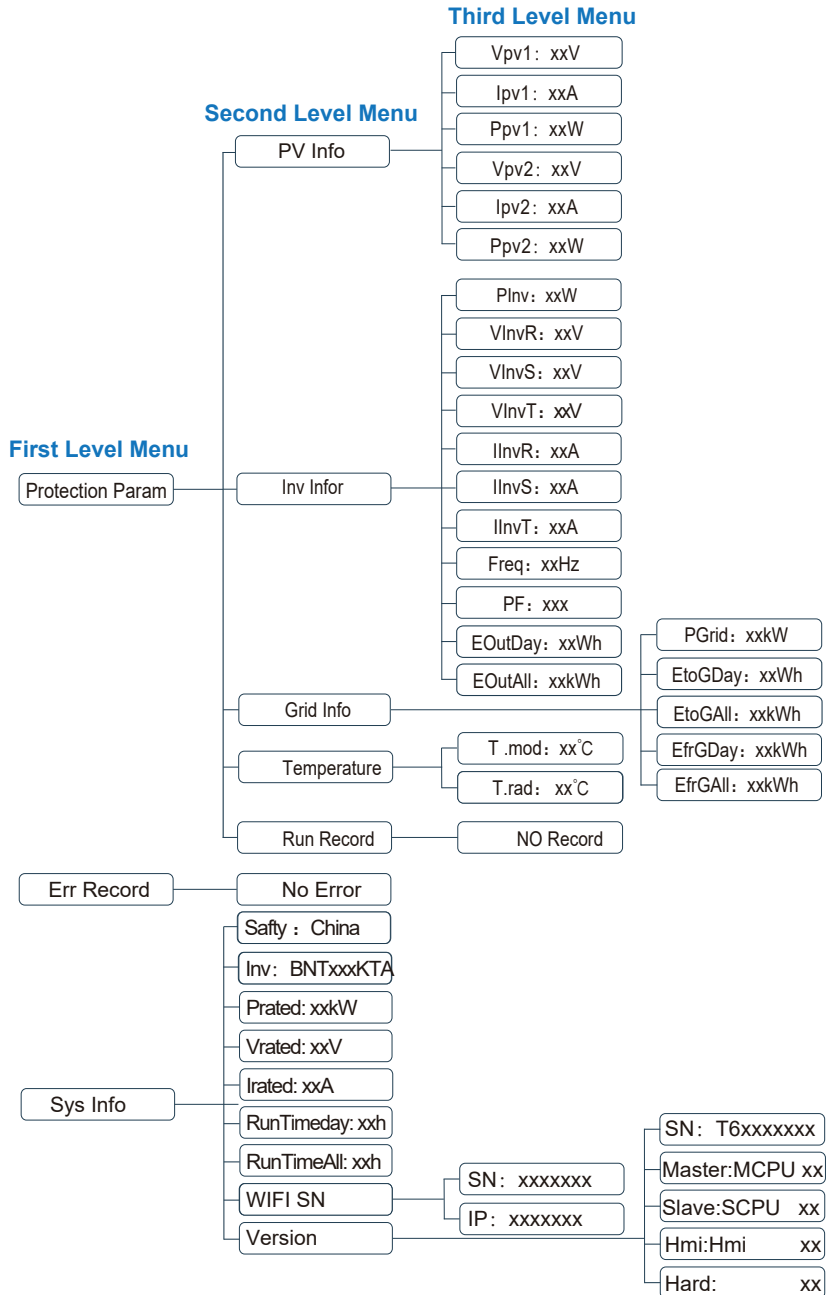 Third Level Menu
Vpv1: xxV
Ipv1: xxA
Second Level Menu
Ppv1: xxW
PV Info
Vpv2: xxV
Ipv2: xxA
Ppv2: xxW
PInv: xxW
VInvR: xxV
VInvS: xxV
VInvT: xxV
First Level Menu
IInvR: xxA
Protection Param
Inv Infor
IInvS: xxA
IInvT: xxA
Freq: xxHz
PF: xxx
EOutDay: xxWh
EOutAll: xxkWh
Grid Info
PGrid: xxkW
EtoGDay: xxWh
EtoGAll: xxkWh
EfrGDay: xxkWh
EfrGAll: xxkWh
Temperature
T .mod: xx°C
T.rad: xx°C
Run Record
NO Record
Err Record
No Error
Sys Info
Safty : China
Inv: BNTxxxKTA
Prated: xxkW
Vrated: xxV
Irated: xxA
RunTimeday: xxh
RunTimeAll: xxh
WIFI SN
SN: xxxxxxx
IP: xxxxxxx
Version
SN: T6xxxxxxx
Master:MCPU xx
Slave:SCPU xx
Hmi:Hmi xx
Hard: xx